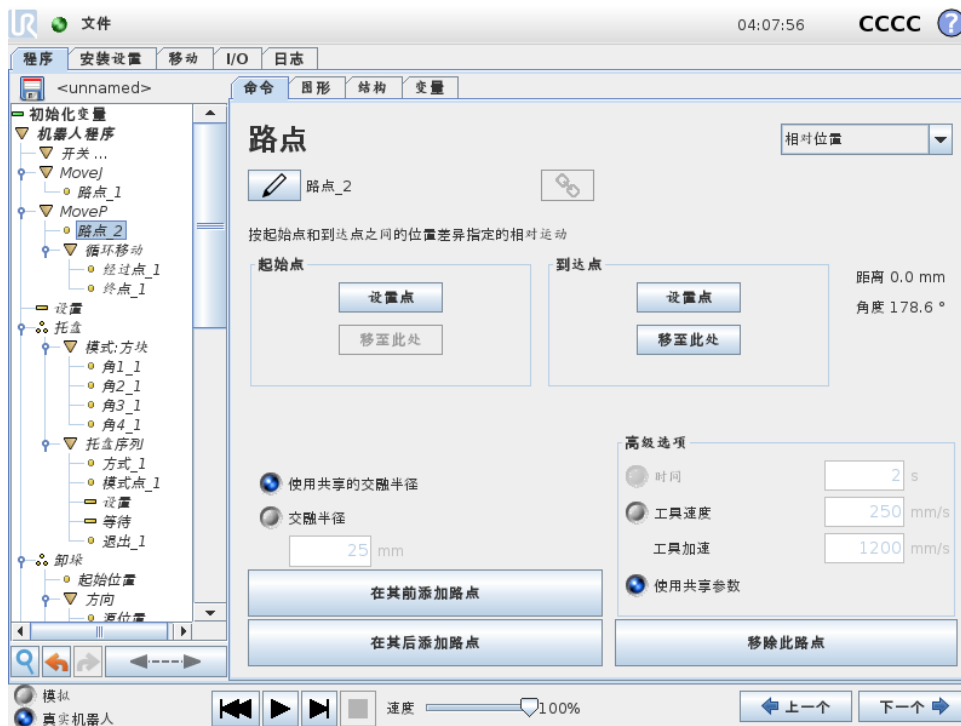 UR 文件 04:07:56 CCCC ?
程序 安装设置 移动 I/O 日志
<unnamed>
命令 图形 结构 变量
初始化变量
机器人程序
开关 ...
MoveJ
路点_1
MoveP
路点_2
循环移动
经过点_1
终点_1
设置
托盘
模式:方块
角1_1
角2_1
角3_1
角4_1
托盘序列
方式_1
模式点_1
设置
等待
退出_1
卸垛
起始位置
方向
源位置
路点
相对位置
路点_2
按起始点和到达点之间的位置差异指定的相对运动
起始点
设置点
移至此处
到达点
设置点
移至此处
距离 0.0 mm
角度 178.6 °
使用共享的交融半径
交融半径
25 mm
高级选项
时间 2 s
工具速度 250 mm/s
工具加速 1200 mm/s
使用共享参数
在其前添加路点
在其后添加路点
移除此路点
模拟
真实机器人
速度 100%
上一个 下一个